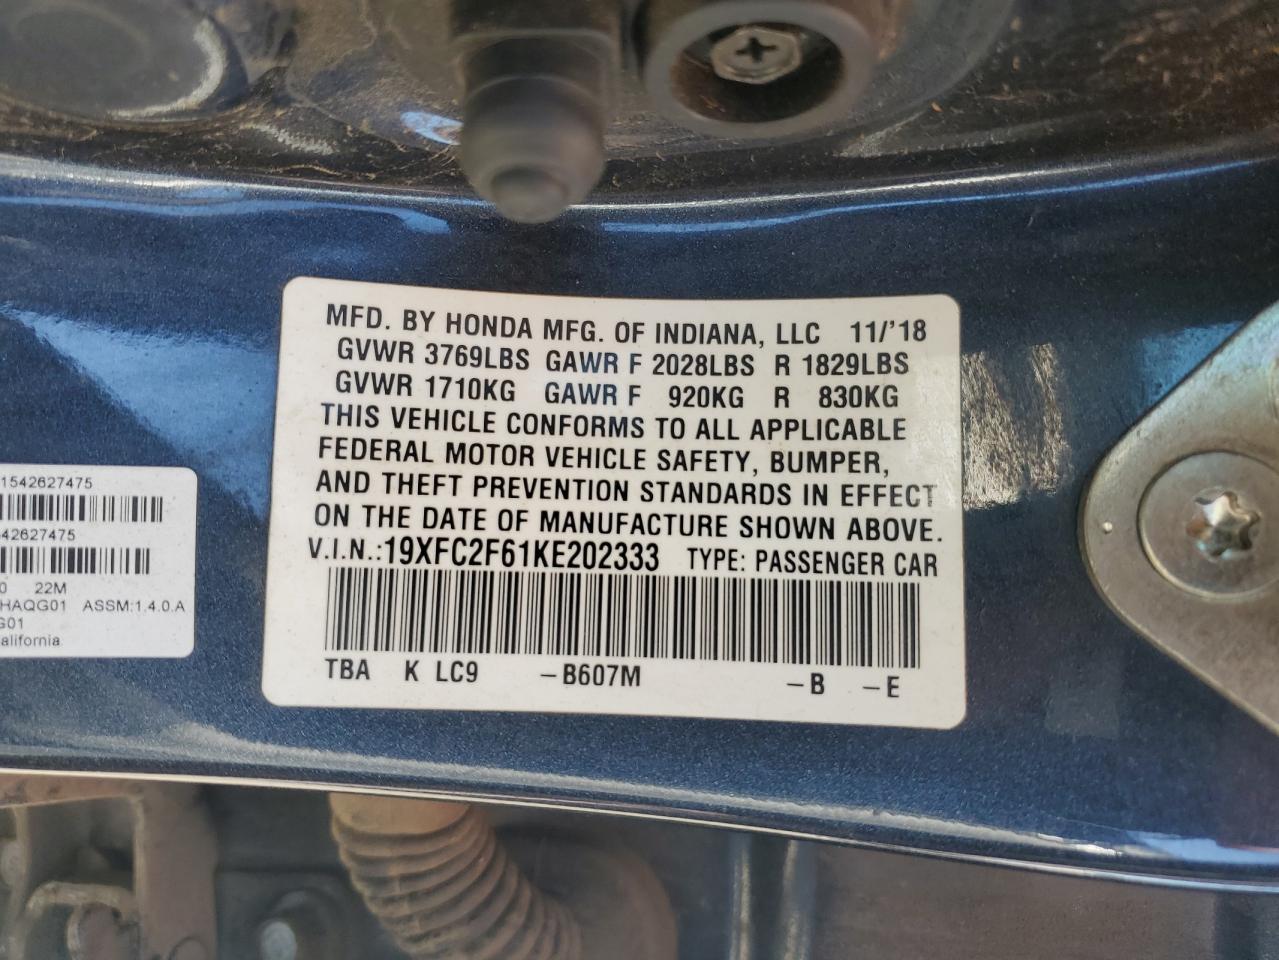 MFD. BY HONDA MFG. OF INDIANA, LLC 11/'18
GVWR 3769LBS GAWR F 2028LBS R 1829LBS
GVWR 1710KG GAWR F 920KG R 830KG
THIS VEHICLE CONFORMS TO ALL APPLICABLE
FEDERAL MOTOR VEHICLE SAFETY, BUMPER,
AND THEFT PREVENTION STANDARDS IN EFFECT
ON THE DATE OF MANUFACTURE SHOWN ABOVE.
V.I.N.:19XFC2F61KE202333 TYPE: PASSENGER CAR
TBA K LC9 -B607M -B -E
1542627475
42627475
0 22M
HAQG01 ASSM:1.4.0.A
G01
alifornia